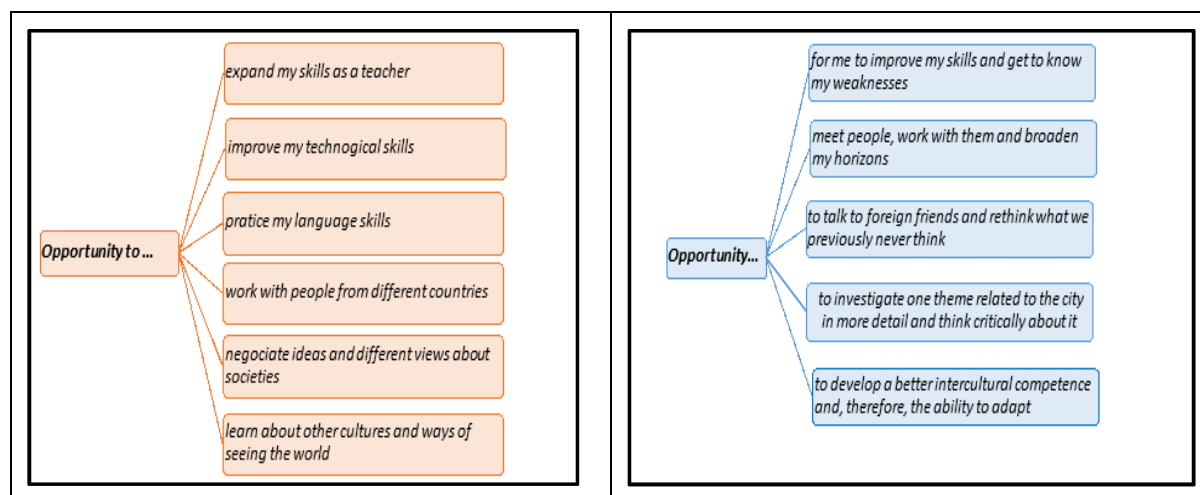 Opportunity to ...
expand my skills as a teacher
improve my technogical skills
pratice my language skills
work with people from different countries
negociate ideas and different views about
societies
learn about other cultures and ways of
seeing the world
Opportunity...
for me to improve my skills and get to know
my weaknesses
meet people, work with them and broaden
my horizons
to talk to foreign friends and rethink what we
previously never think
to investigate one theme related to the city
in more detail and think critically about it
to develop a better intercultural competence
and, therefore, the ability to adapt